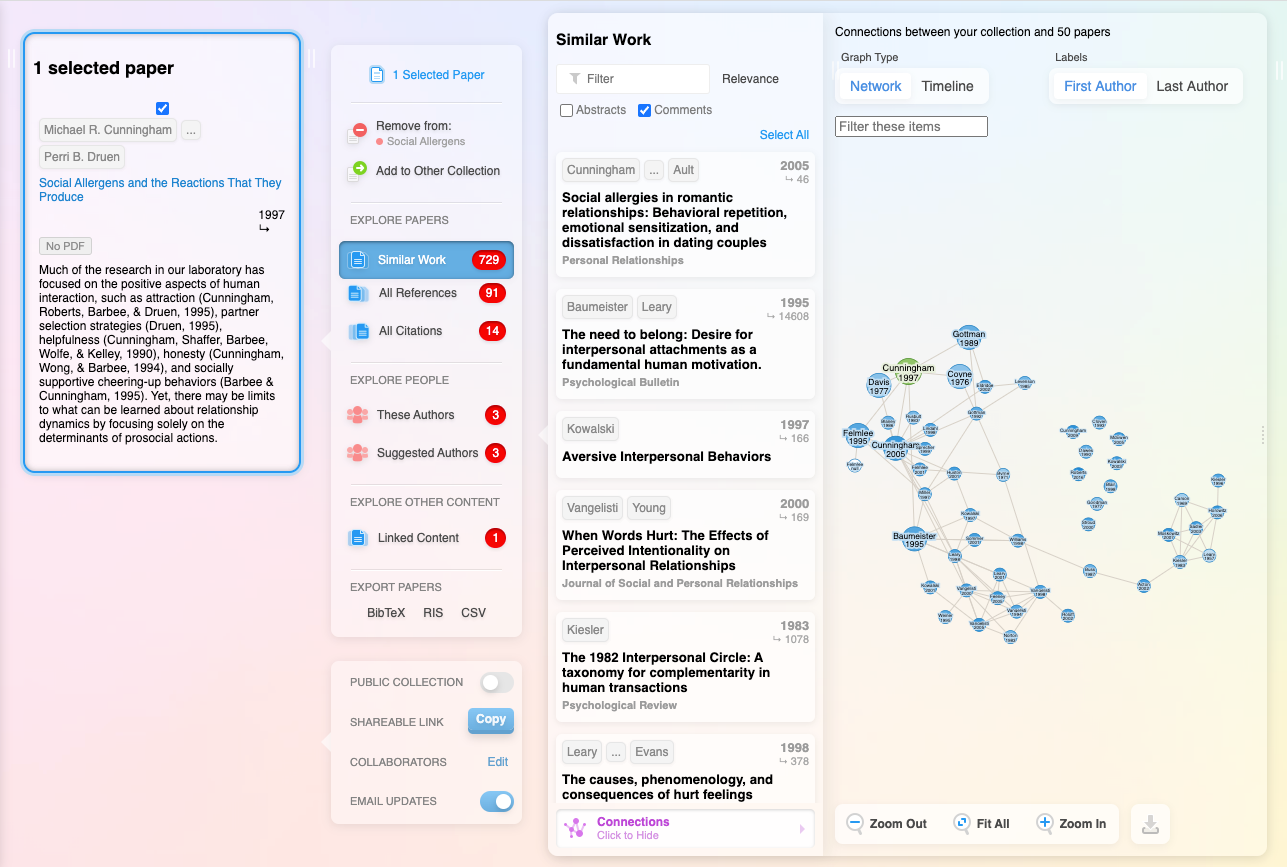 1 selected paper
Michael R. Cunningham
...
Perri B. Druen
Social Allergens and the Reactions That They
Produce
1997
↳
No PDF
Much of the research in our laboratory has
focused on the positive aspects of human
interaction, such as attraction (Cunningham,
Roberts, Barbee, & Druen, 1995), partner
selection strategies (Druen, 1995),
helpfulness (Cunningham, Shaffer, Barbee,
Wolfe, & Kelley, 1990), honesty (Cunningham,
Wong, & Barbee, 1994), and socially
supportive cheering-up behaviors (Barbee &
Cunningham, 1995). Yet, there may be limits
to what can be learned about relationship
dynamics by focusing solely on the
determinants of prosocial actions.
1 Selected Paper
Remove from:
Social Allergens
Add to Other Collection
EXPLORE PAPERS
Similar Work 729
All References 91
All Citations 14
EXPLORE PEOPLE
These Authors 3
Suggested Authors 3
EXPLORE OTHER CONTENT
Linked Content 1
EXPORT PAPERS
BibTeX RIS CSV
PUBLIC COLLECTION
SHAREABLE LINK Copy
COLLABORATORS Edit
EMAIL UPDATES
Similar Work
Filter Relevance
Abstracts Comments
Select All
Cunningham ... Ault 2005
↳ 46
Social allergies in romantic
relationships: Behavioral repetition,
emotional sensitization, and
dissatisfaction in dating couples
Personal Relationships
Baumeister Leary 1995
↳ 14608
The need to belong: Desire for
interpersonal attachments as a
fundamental human motivation.
Psychological Bulletin
Kowalski 1997
↳ 166
Aversive Interpersonal Behaviors
Vangelisti Young 2000
↳ 169
When Words Hurt: The Effects of
Perceived Intentionality on
Interpersonal Relationships
Journal of Social and Personal Relationships
Kiesler 1983
↳ 1078
The 1982 Interpersonal Circle: A
taxonomy for complementarity in
human transactions
Psychological Review
Leary ... Evans 1998
↳ 378
The causes, phenomenology, and
consequences of hurt feelings
Connections
Click to Hide
Connections between your collection and 50 papers
Graph Type Labels
Network Timeline First Author Last Author
Filter these items
Gottman
1989
Cunningham
1997
Coyne
1976
Davis
1977
Felmlee
1995
Cunningham
2005
Baumeister
1995
Zoom Out Fit All Zoom In